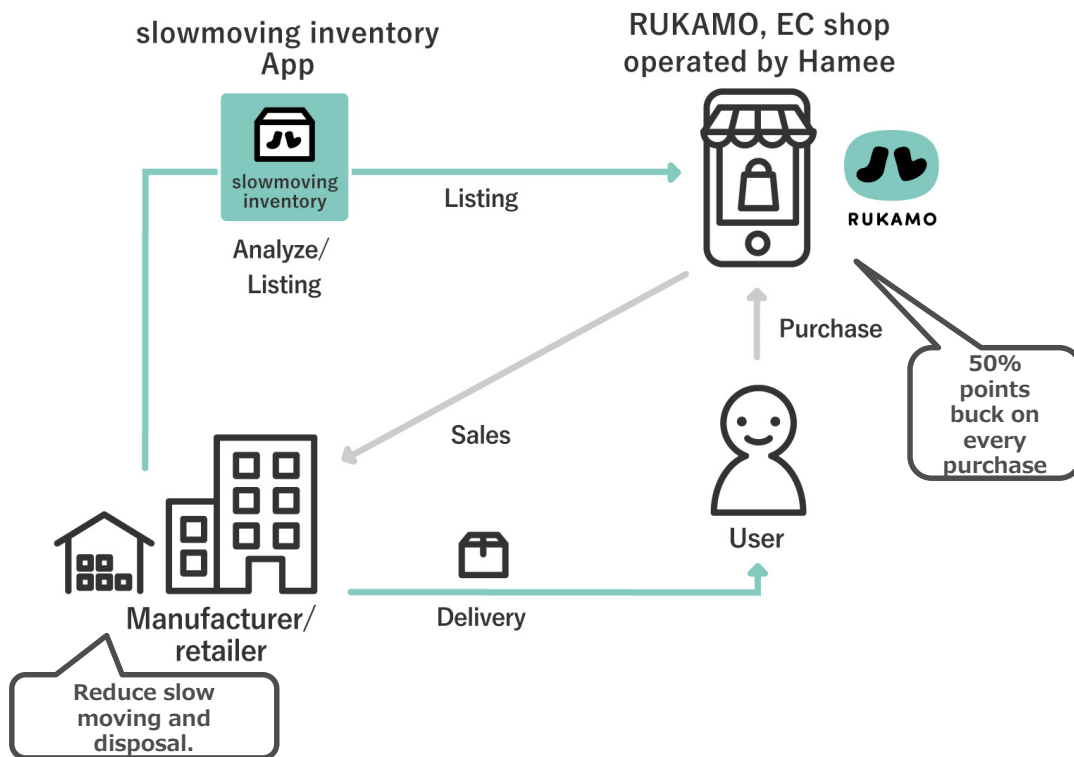 slowmoving inventory
App
RUKAMO, EC shop
operated by Hamee
slowmoving
inventory
Analyze/
Listing
Listing
RUKAMO
Purchase
50%
points
buck on
every
purchase
Sales
User
Delivery
Manufacturer/
retailer
Reduce slow
moving and
disposal.